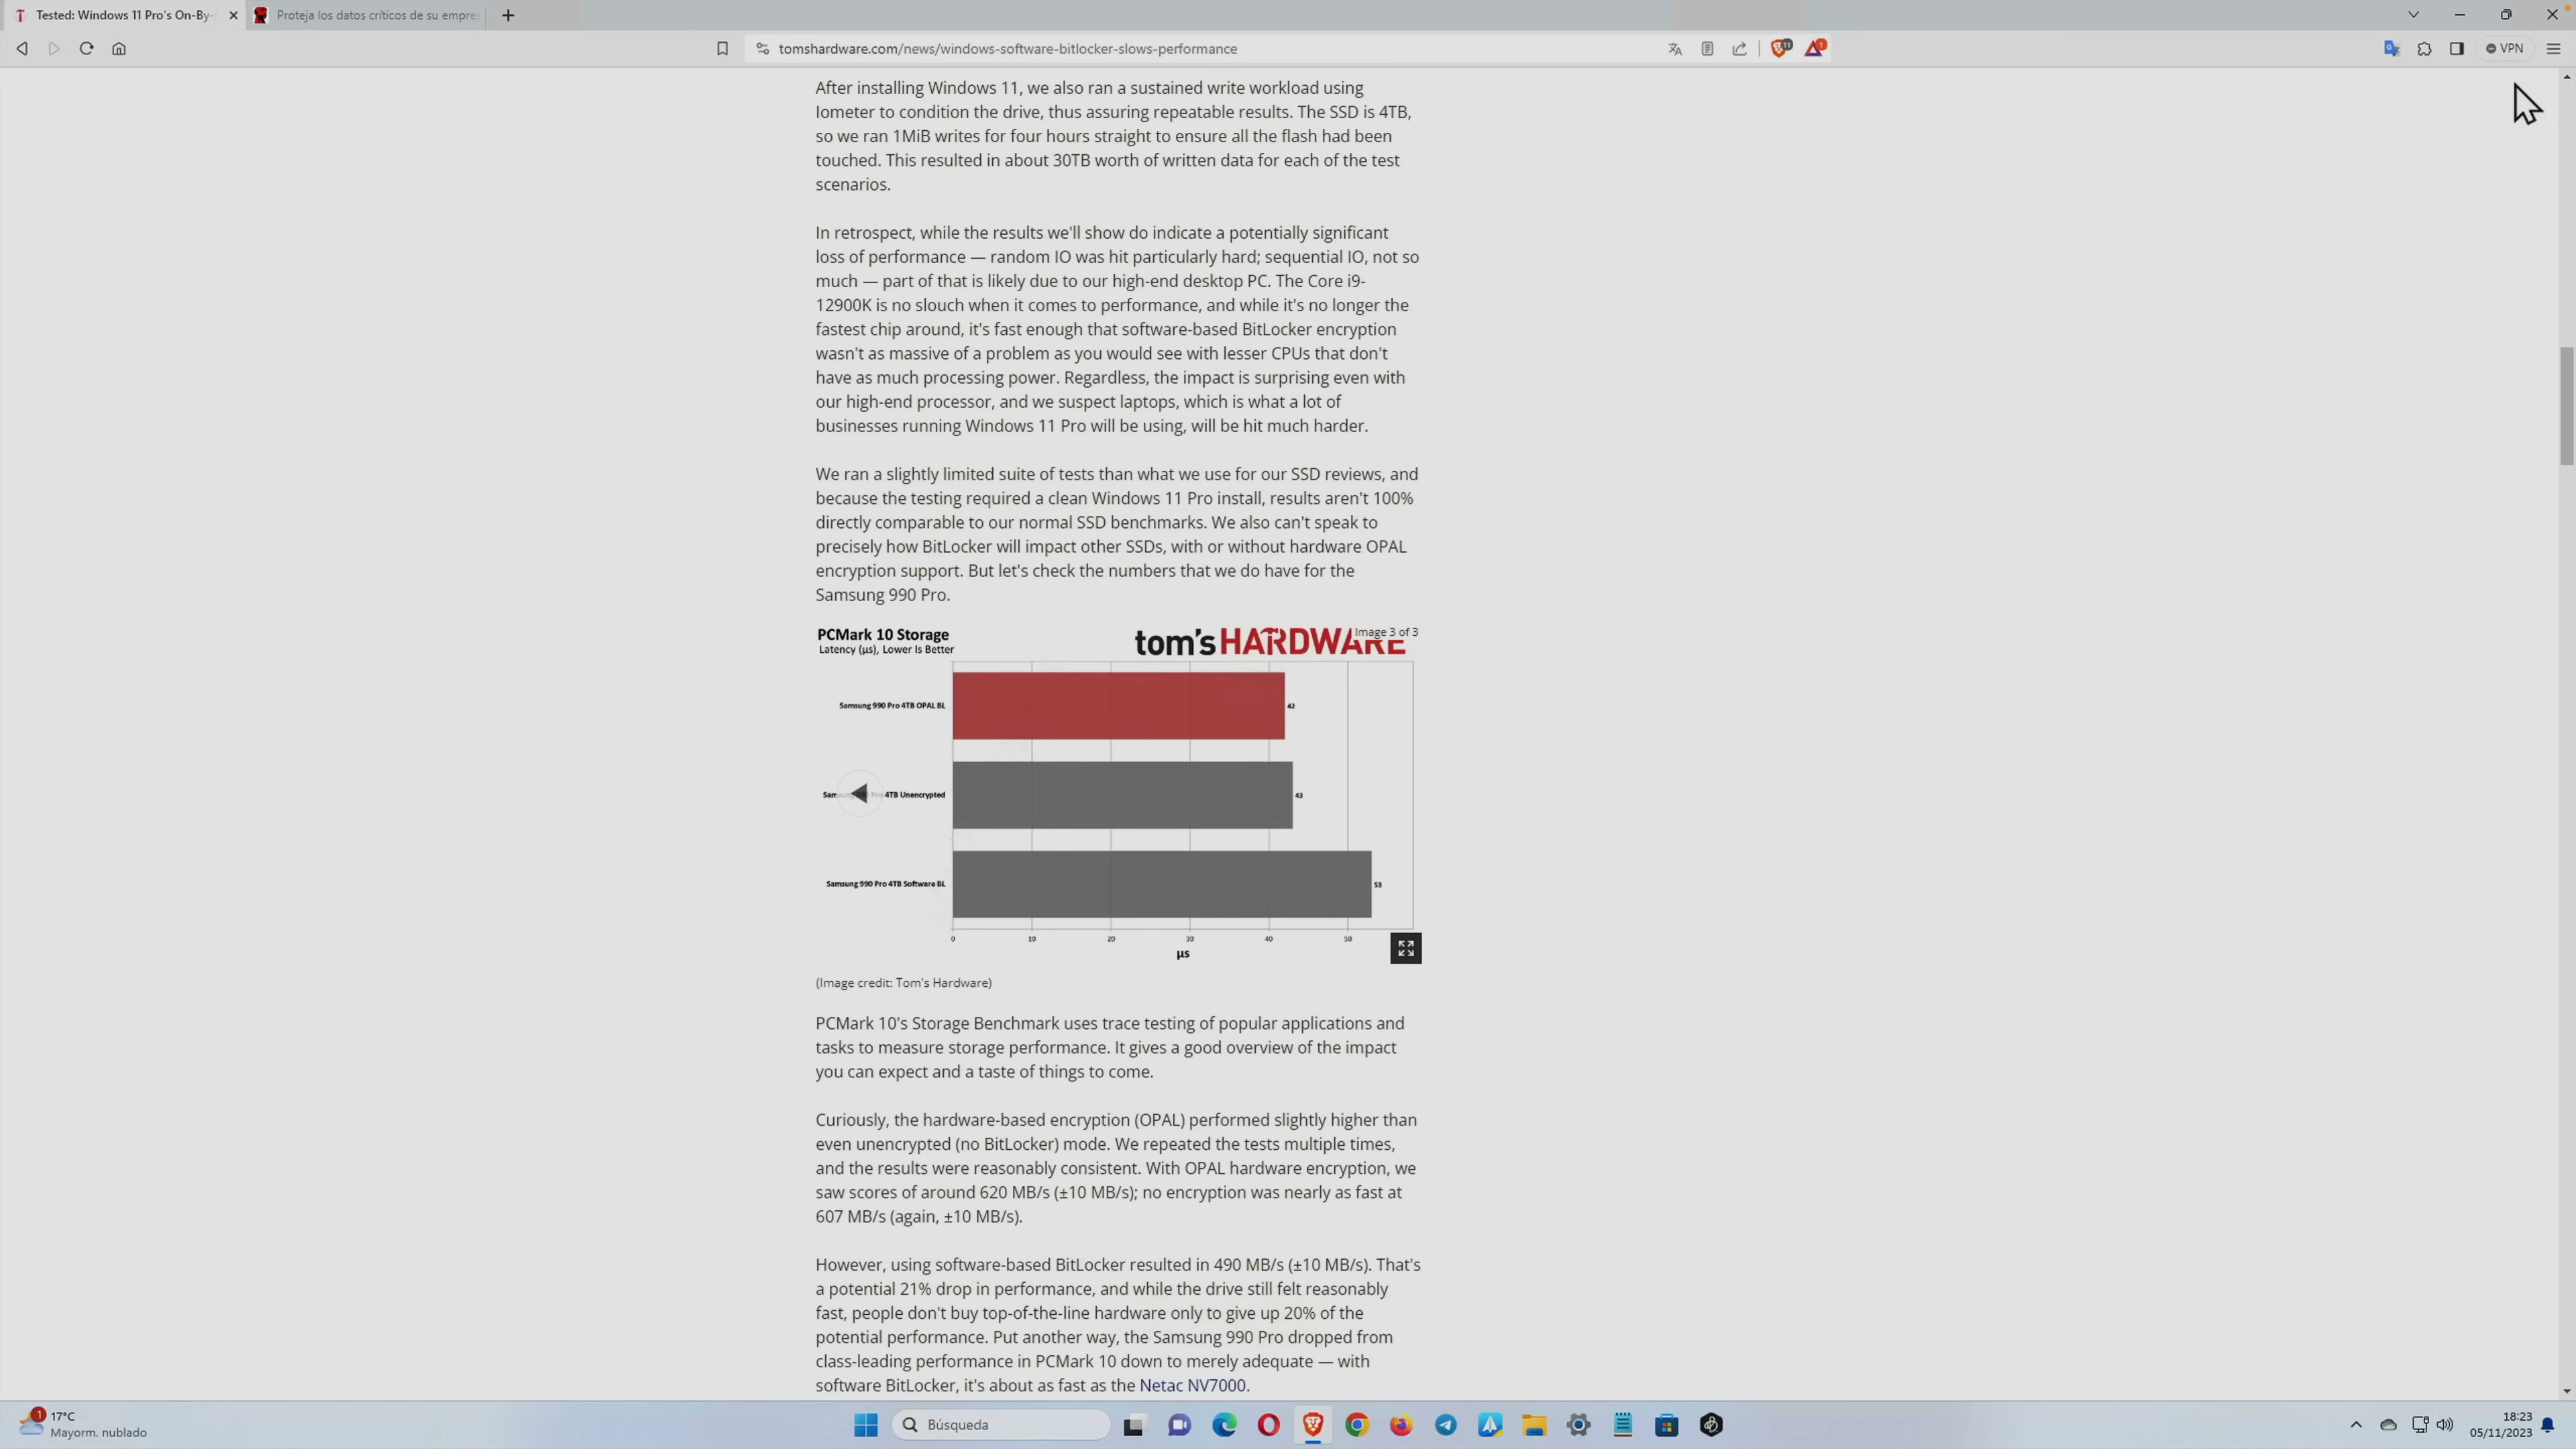 Tested: Windows 11 Pro's On-By-
Proteja los datos críticos de su empres
tomshardware.com/news/windows-software-bitlocker-slows-performance
11
1
VPN
After installing Windows 11, we also ran a sustained write workload using
Iometer to condition the drive, thus assuring repeatable results. The SSD is 4TB,
so we ran 1MiB writes for four hours straight to ensure all the flash had been
touched. This resulted in about 30TB worth of written data for each of the test
scenarios.
In retrospect, while the results we'll show do indicate a potentially significant
loss of performance — random IO was hit particularly hard; sequential IO, not so
much — part of that is likely due to our high-end desktop PC. The Core i9-
12900K is no slouch when it comes to performance, and while it's no longer the
fastest chip around, it's fast enough that software-based BitLocker encryption
wasn't as massive of a problem as you would see with lesser CPUs that don't
have as much processing power. Regardless, the impact is surprising even with
our high-end processor, and we suspect laptops, which is what a lot of
businesses running Windows 11 Pro will be using, will be hit much harder.
We ran a slightly limited suite of tests than what we use for our SSD reviews, and
because the testing required a clean Windows 11 Pro install, results aren't 100%
directly comparable to our normal SSD benchmarks. We also can't speak to
precisely how BitLocker will impact other SSDs, with or without hardware OPAL
encryption support. But let's check the numbers that we do have for the
Samsung 990 Pro.
PCMark 10 Storage
Latency (µs), Lower Is Better
tom's HARDWARE
Image 3 of 3
Samsung 990 Pro 4TB OPAL BL
42
Samsung 990 Pro 4TB Unencrypted
43
Samsung 990 Pro 4TB Software BL
53
0 10 20 30 40 50
µs
(Image credit: Tom's Hardware)
PCMark 10's Storage Benchmark uses trace testing of popular applications and
tasks to measure storage performance. It gives a good overview of the impact
you can expect and a taste of things to come.
Curiously, the hardware-based encryption (OPAL) performed slightly higher than
even unencrypted (no BitLocker) mode. We repeated the tests multiple times,
and the results were reasonably consistent. With OPAL hardware encryption, we
saw scores of around 620 MB/s (±10 MB/s); no encryption was nearly as fast at
607 MB/s (again, ±10 MB/s).
However, using software-based BitLocker resulted in 490 MB/s (±10 MB/s). That's
a potential 21% drop in performance, and while the drive still felt reasonably
fast, people don't buy top-of-the-line hardware only to give up 20% of the
potential performance. Put another way, the Samsung 990 Pro dropped from
class-leading performance in PCMark 10 down to merely adequate — with
software BitLocker, it's about as fast as the Netac NV7000.
1
17°C
Mayorm. nublado
Búsqueda
18:23
05/11/2023